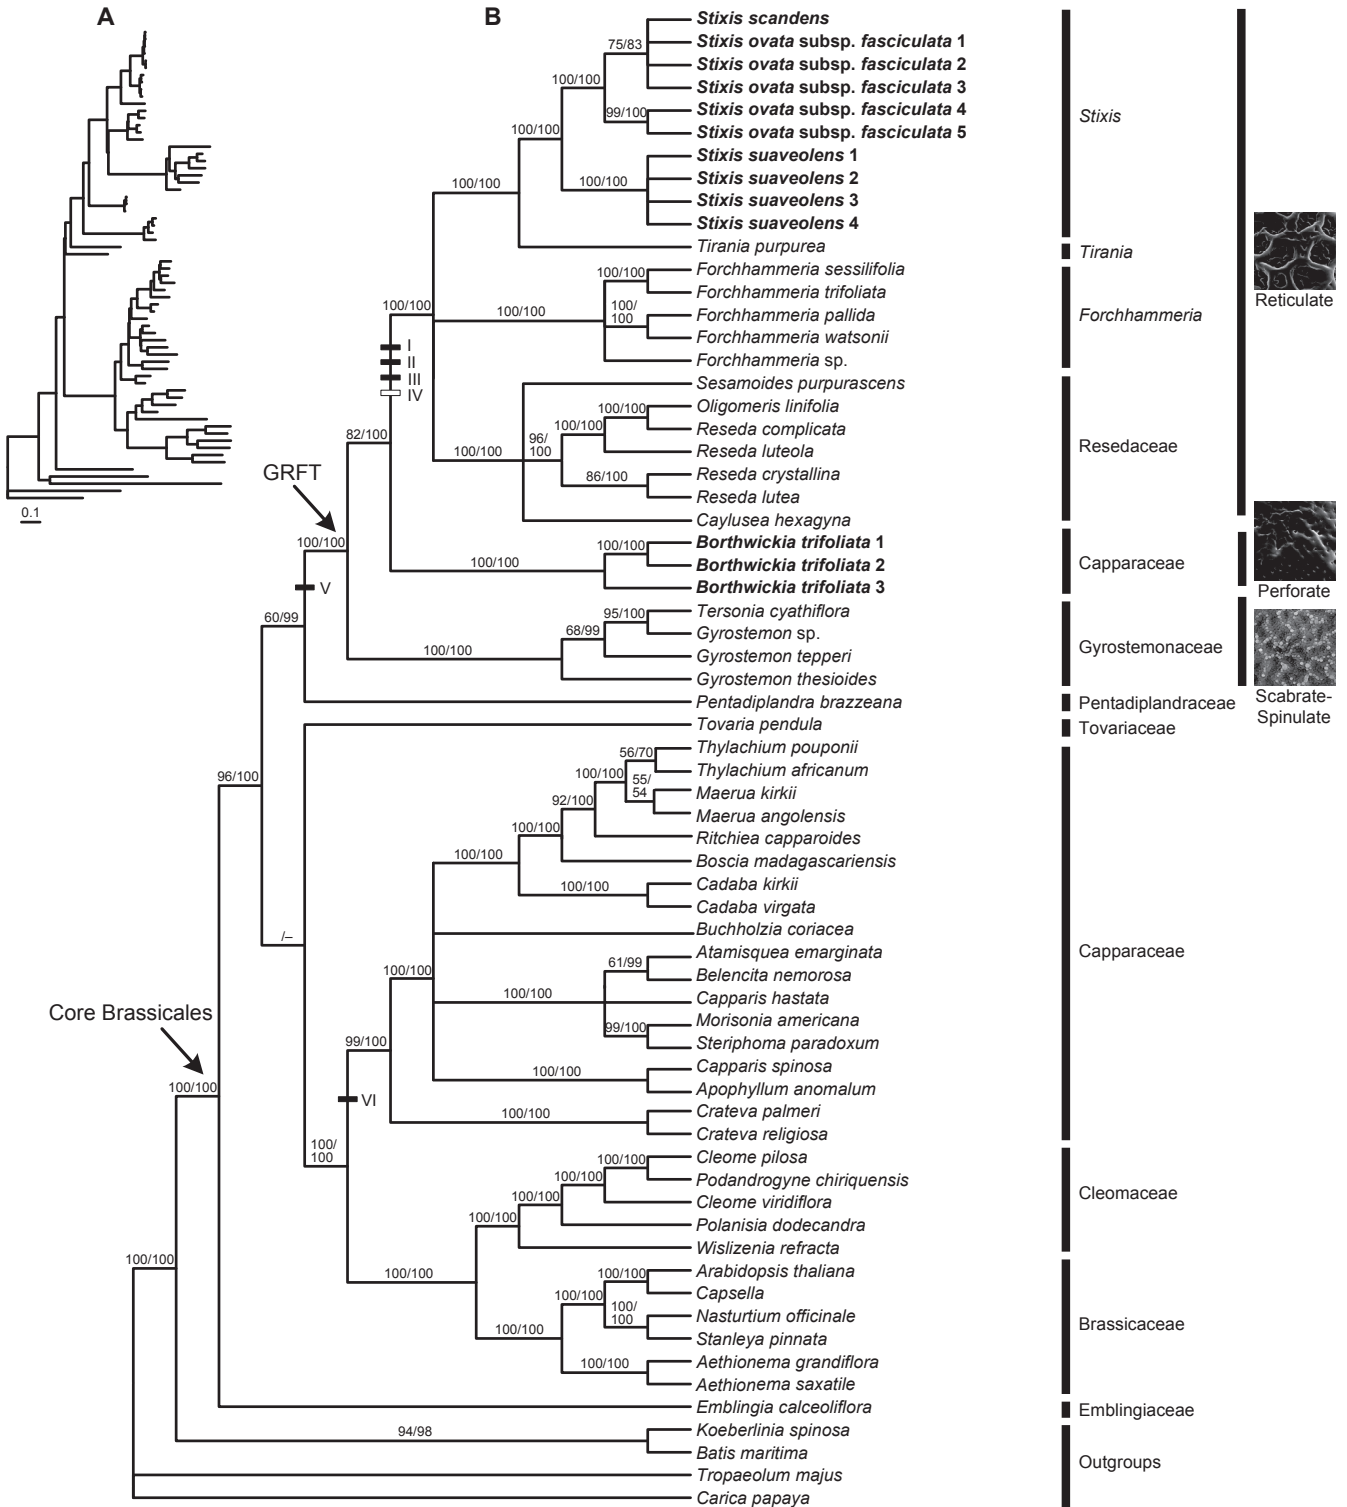 A
0.1
B
Stixis scandens
75/83
Stixis ovata subsp. fasciculata 1
Stixis ovata subsp. fasciculata 2
100/100
Stixis ovata subsp. fasciculata 3
99/100
Stixis ovata subsp. fasciculata 4
100/100
Stixis ovata subsp. fasciculata 5
Stixis suaveolens 1
100/100
100/100
Stixis suaveolens 2
Stixis suaveolens 3
Stixis suaveolens 4
Tirania purpurea
100/100
Forchhammeria sessilifolia
Forchhammeria trifoliata
100/100
100/100
100/
100
Forchhammeria pallida
Forchhammeria watsonii
Forchhammeria sp.
I
II
III
IV
Sesamoides purpurascens
100/100
Oligomeris linifolia
100/100
Reseda complicata
82/100
100/100
96/
100
Reseda luteola
86/100
Reseda crystallina
Reseda lutea
GRFT
Caylusea hexagyna
100/100
100/100
Borthwickia trifoliata 1
100/100
Borthwickia trifoliata 2
V
Borthwickia trifoliata 3
60/99
95/100
Tersonia cyathiflora
68/99
Gyrostemon sp.
100/100
Gyrostemon tepperi
Gyrostemon thesioides
Pentadiplandra brazzeana
Tovaria pendula
96/100
56/70
Thylachium pouponii
100/100
Thylachium africanum
55/
54
Maerua kirkii
92/100
Maerua angolensis
100/100
Ritchiea capparoides
100/100
Boscia madagascariensis
100/100
Cadaba kirkii
Cadaba virgata
/–
Buchholzia coriacea
100/100
61/99
Atamisquea emarginata
Belencita nemorosa
100/100
Capparis hastata
99/100
Morisonia americana
Steriphoma paradoxum
Core Brassicales
99/100
100/100
Capparis spinosa
Apophyllum anomalum
100/100
VI
100/100
Crateva palmeri
Crateva religiosa
100/
100
100/100
Cleome pilosa
100/100
Podandrogyne chiriquensis
100/100
Cleome viridiflora
100/100
Polanisia dodecandra
Wislizenia refracta
100/100
100/100
100/100
Arabidopsis thaliana
100/100
Capsella
100/
100
Nasturtium officinale
100/100
Stanleya pinnata
100/100
Aethionema grandiflora
Aethionema saxatile
Emblingia calceoliflora
94/98
Koeberlinia spinosa
Batis maritima
Tropaeolum majus
Carica papaya
Stixis
Tirania
Forchhammeria
Resedaceae
Capparaceae
Gyrostemonaceae
Pentadiplandraceae
Tovariaceae
Capparaceae
Cleomaceae
Brassicaceae
Emblingiaceae
Outgroups
Reticulate
Perforate
Scabrate-
Spinulate